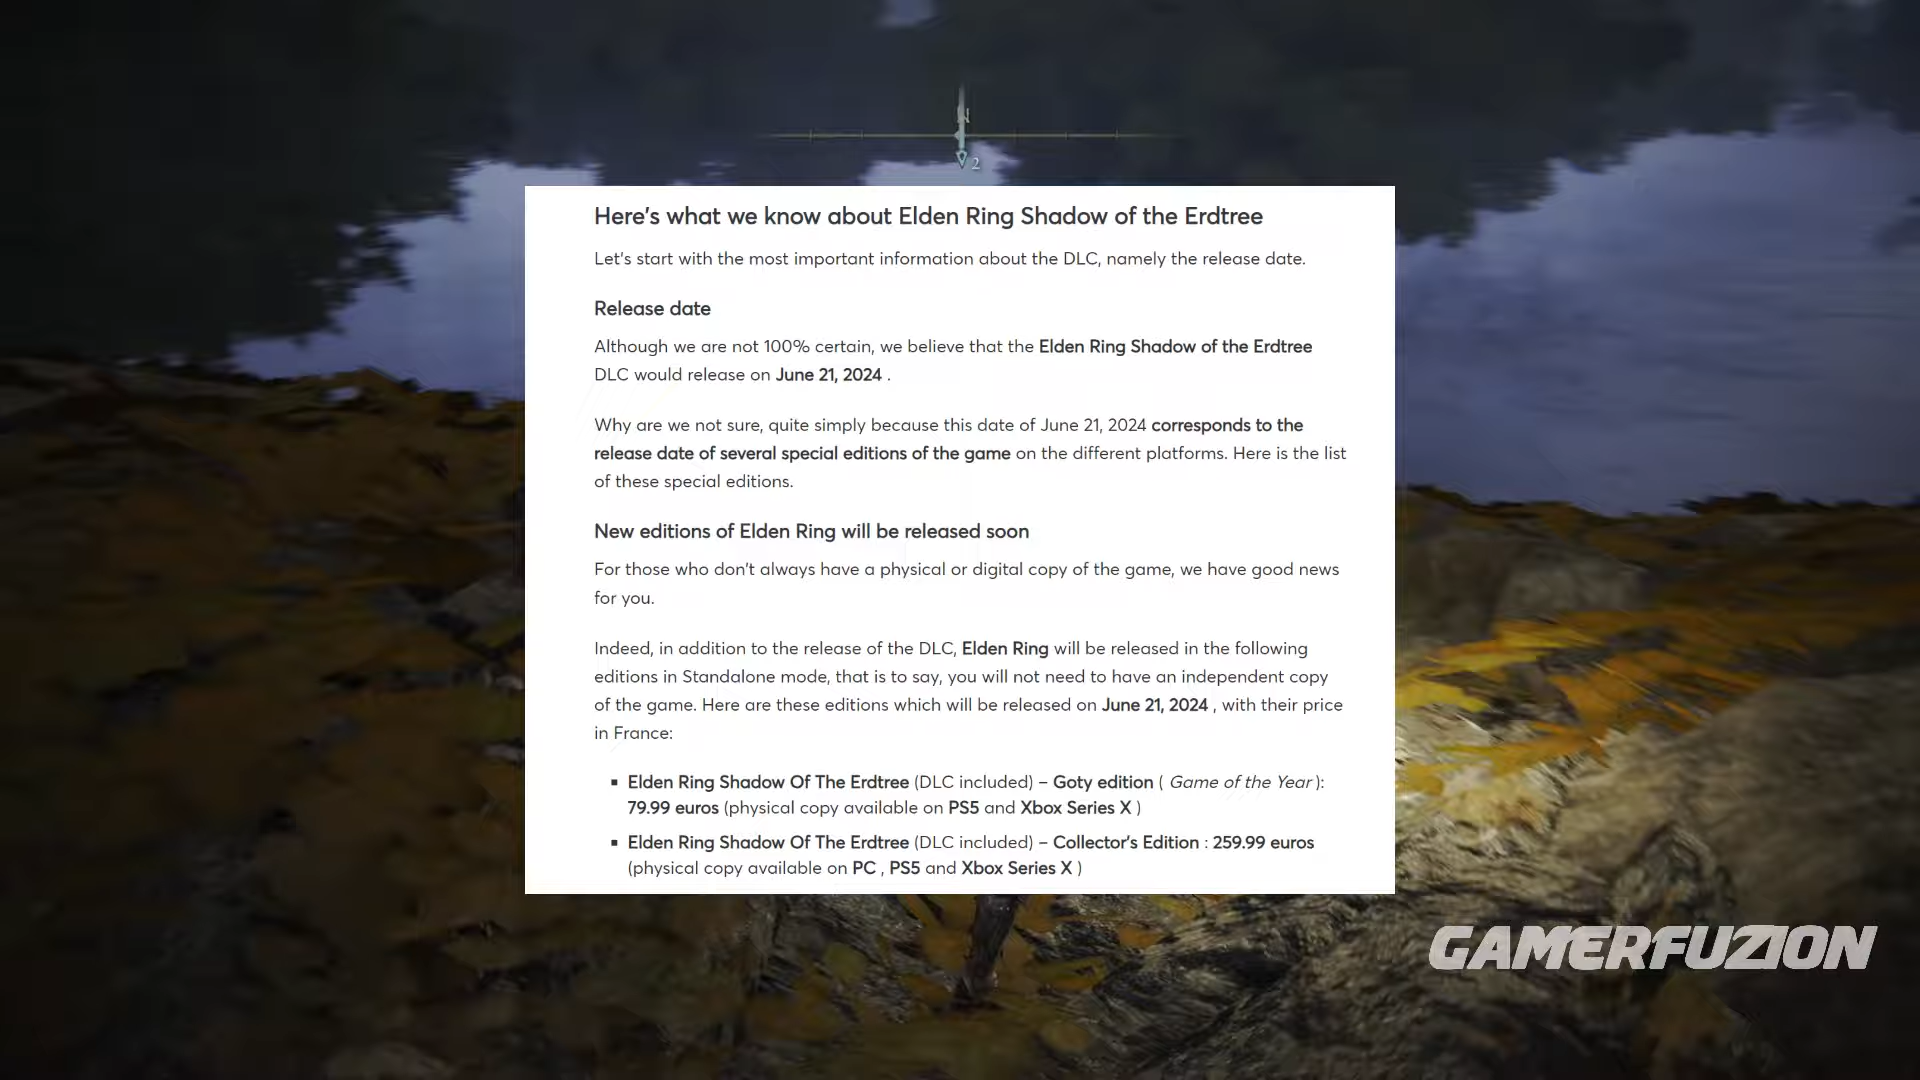 N
2
Here's what we know about Elden Ring Shadow of the Erdtree
Let's start with the most important information about the DLC, namely the release date.
Release date
Although we are not 100% certain, we believe that the Elden Ring Shadow of the Erdtree
DLC would release on June 21, 2024 .
Why are we not sure, quite simply because this date of June 21, 2024 corresponds to the
release date of several special editions of the game on the different platforms. Here is the list
of these special editions.
New editions of Elden Ring will be released soon
For those who don't always have a physical or digital copy of the game, we have good news
for you.
Indeed, in addition to the release of the DLC, Elden Ring will be released in the following
editions in Standalone mode, that is to say, you will not need to have an independent copy
of the game. Here are these editions which will be released on June 21, 2024 , with their price
in France:
▪ Elden Ring Shadow Of The Erdtree (DLC included) – Goty edition ( Game of the Year ):
79.99 euros (physical copy available on PS5 and Xbox Series X )
▪ Elden Ring Shadow Of The Erdtree (DLC included) – Collector's Edition : 259.99 euros
(physical copy available on PC , PS5 and Xbox Series X )
GAMERFUZION